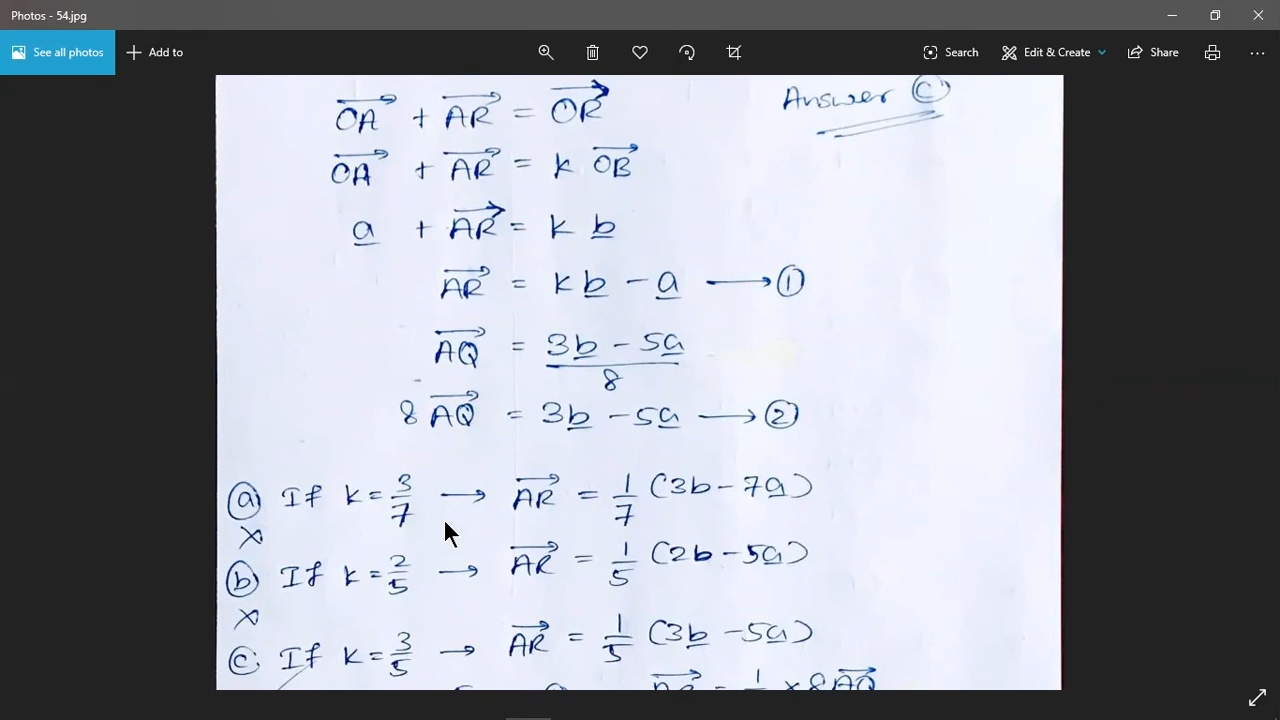 Photos - 54.jpg
See all photos
Add to
Search
Edit & Create
Share
Answer (C)
→OA + →AR = →OR
→OA + →AR = k →OB
a + →AR = k b
→AR = k b - a → ①
→AQ = 3b - 5a / 8
8 →AQ = 3b - 5a → ②
(a) If k = 3/7 → →AR = 1/7 (3b - 7a)
×
(b) If k = 2/5 → →AR = 1/5 (2b - 5a)
×
(c) If k = 3/5 → →AR = 1/5 (3b - 5a)